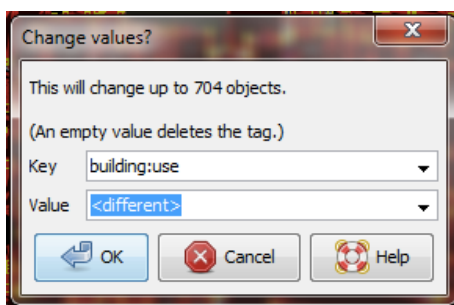 Change values?
This will change up to 704 objects.
(An empty value deletes the tag.)
Key building:use
Value <different>
OK Cancel Help